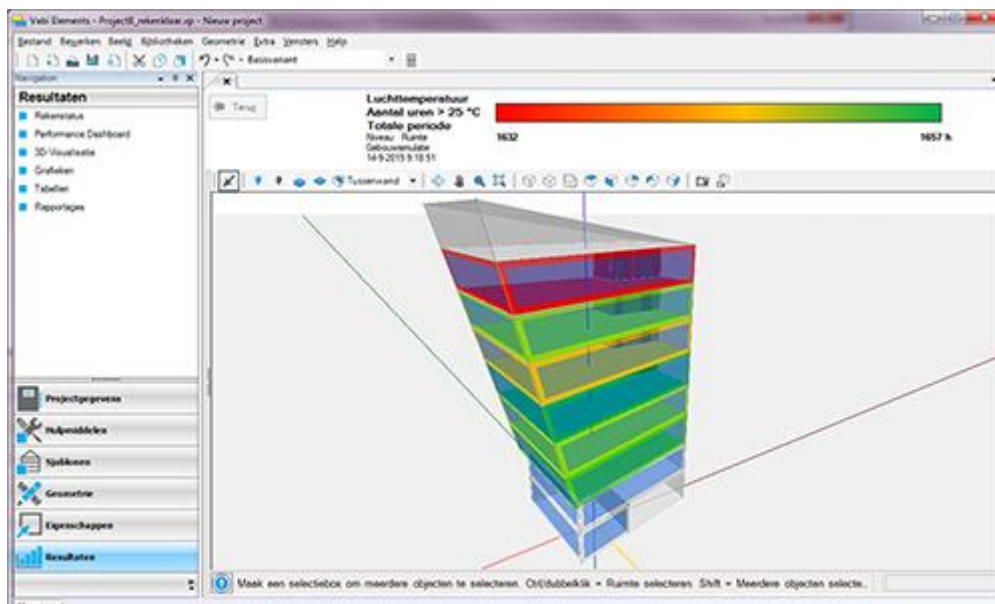 Vabi Elements - Project8_rekenklaar.vp - Nieuw project
Bestand Bewerken Beeld Bibliotheken Geometrie Extra Vensters Help
Basisvariant
Navigation
Resultaten
Rekenstatus
Performance Dashboard
3D-Visualisatie
Grafieken
Tabellen
Rapportages
Projectgegevens
Hulpmiddelen
Sjablonen
Geometrie
Eigenschappen
Resultaten
Terug
Luchttemperatuur
Aantal uren > 25 °C
Totale periode
Niveau: Ruimte
Gebouwsimulatie
14-9-2015 9:18:51
1632
1657 h
Tussenwand
Maak een selectiebox om meerdere objecten te selecteren. Ctrl/dubbelklik = Ruimte selecteren. Shift = Meerdere objecten selecte..